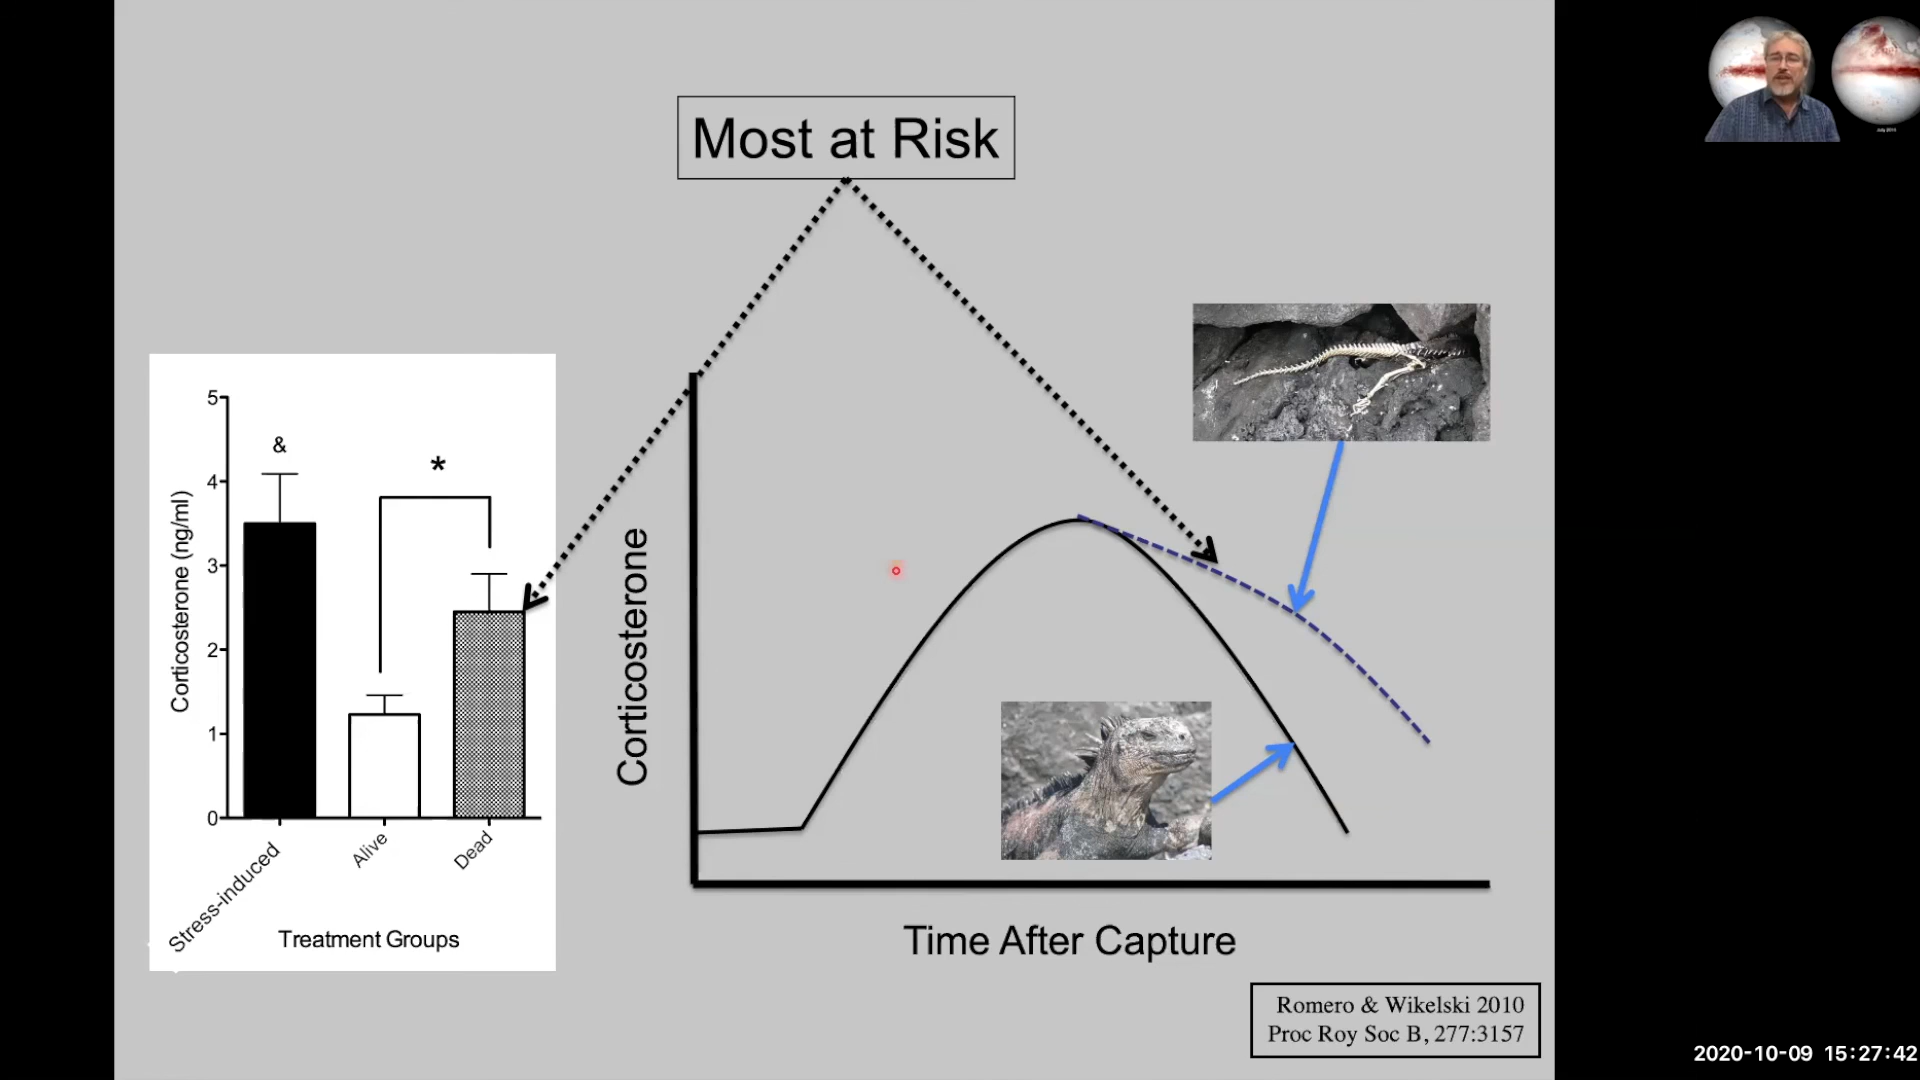 Most at Risk
5
4
3
2
1
0
&
*
Corticosterone (ng/ml)
Stress-induced
Alive
Dead
Treatment Groups
Corticosterone
Time After Capture
Romero & Wikelski 2010
Proc Roy Soc B, 277:3157
2020-10-09 15:27:42